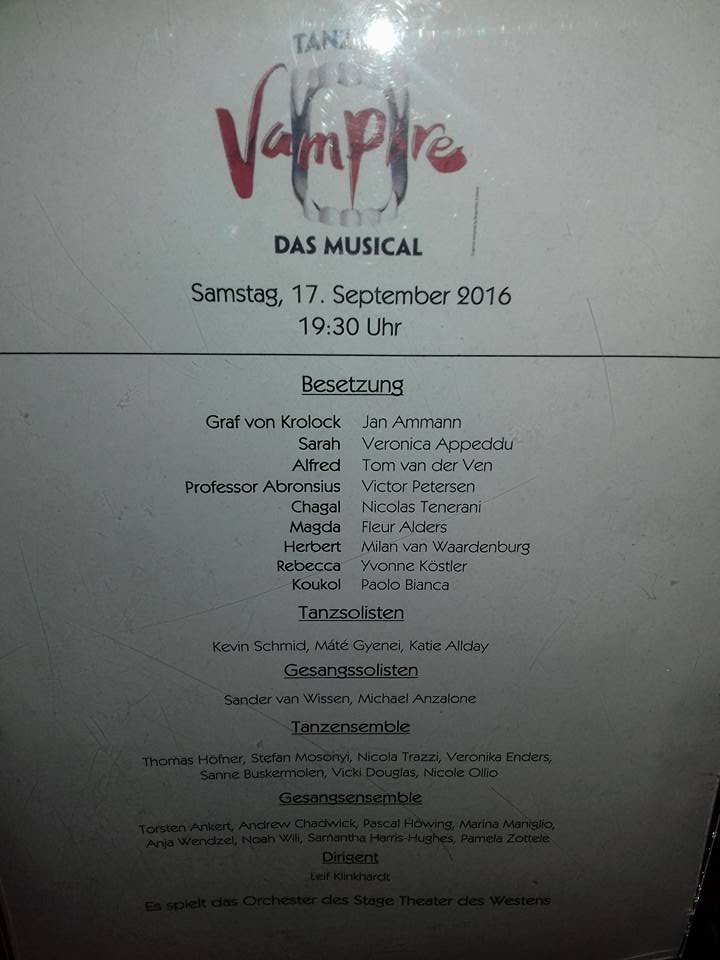 TANZ
Vampire
DAS MUSICAL
Samstag, 17. September 2016
19:30 Uhr
Besetzung
Graf von Krolock Jan Ammann
Sarah Veronica Appeddu
Alfred Tom van der Ven
Professor Abronsius Victor Petersen
Chagal Nicolas Tenerani
Magda Fleur Alders
Herbert Milan van Waardenburg
Rebecca Yvonne Köstler
Koukol Paolo Bianca
Tanzsolisten
Kevin Schmid, Máté Gyenei, Katie Allday
Gesangssolisten
Sander van Wissen, Michael Anzalone
Tanzensemble
Thomas Höfner, Stefan Mosonyi, Nicola Trazzi, Veronika Enders,
Sanne Buskermolen, Vicki Douglas, Nicole Ollio
Gesangsensemble
Torsten Ankert, Andrew Chadwick, Pascal Höwing, Marina Maniglio,
Anja Wendzel, Noah Wili, Samantha Harris-Hughes, Pamela Zottele
Dirigent
Leif Klinkhardt
Es spielt das Orchester des Stage Theater des Westens